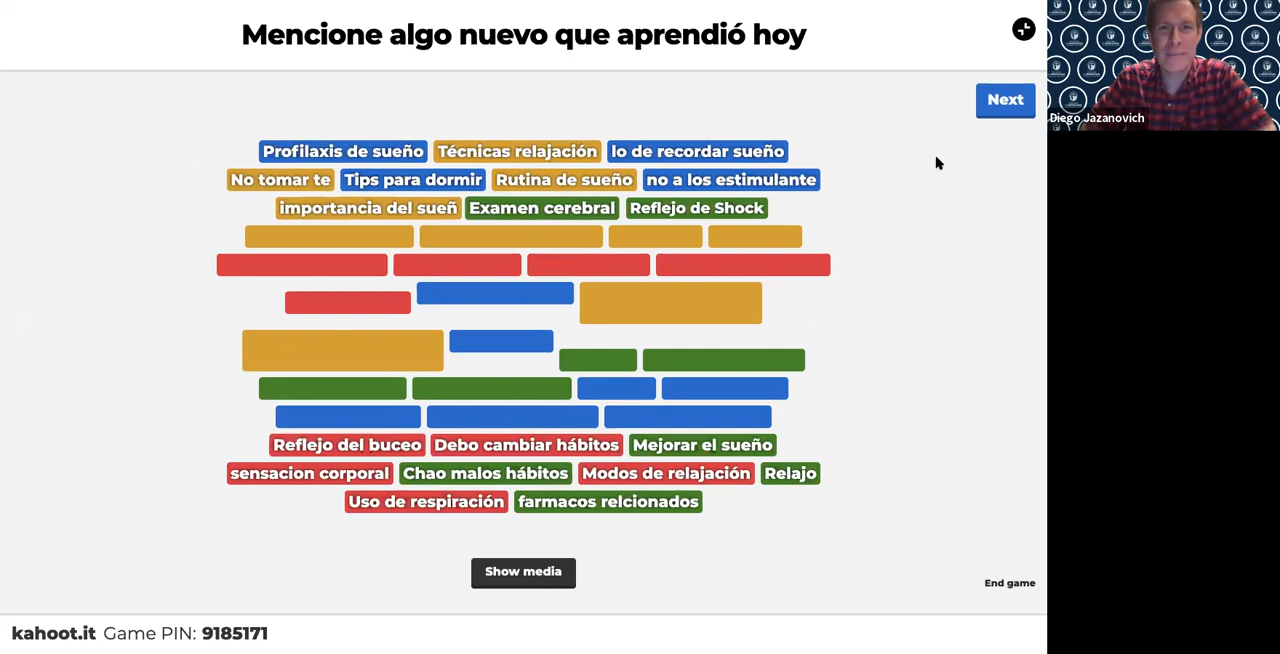 Mencione algo nuevo que aprendió hoy
Next
Diego Jazanovich
Profilaxis de sueño Técnicas relajación lo de recordar sueño
No tomar te Tips para dormir Rutina de sueño no a los estimulante
importancia del sueñ Examen cerebral Reflejo de Shock
Reflejo del buceo Debo cambiar hábitos Mejorar el sueño
sensacion corporal Chao malos hábitos Modos de relajación Relajo
Uso de respiración farmacos relcionados
Show media
End game
kahoot.it Game PIN: 9185171